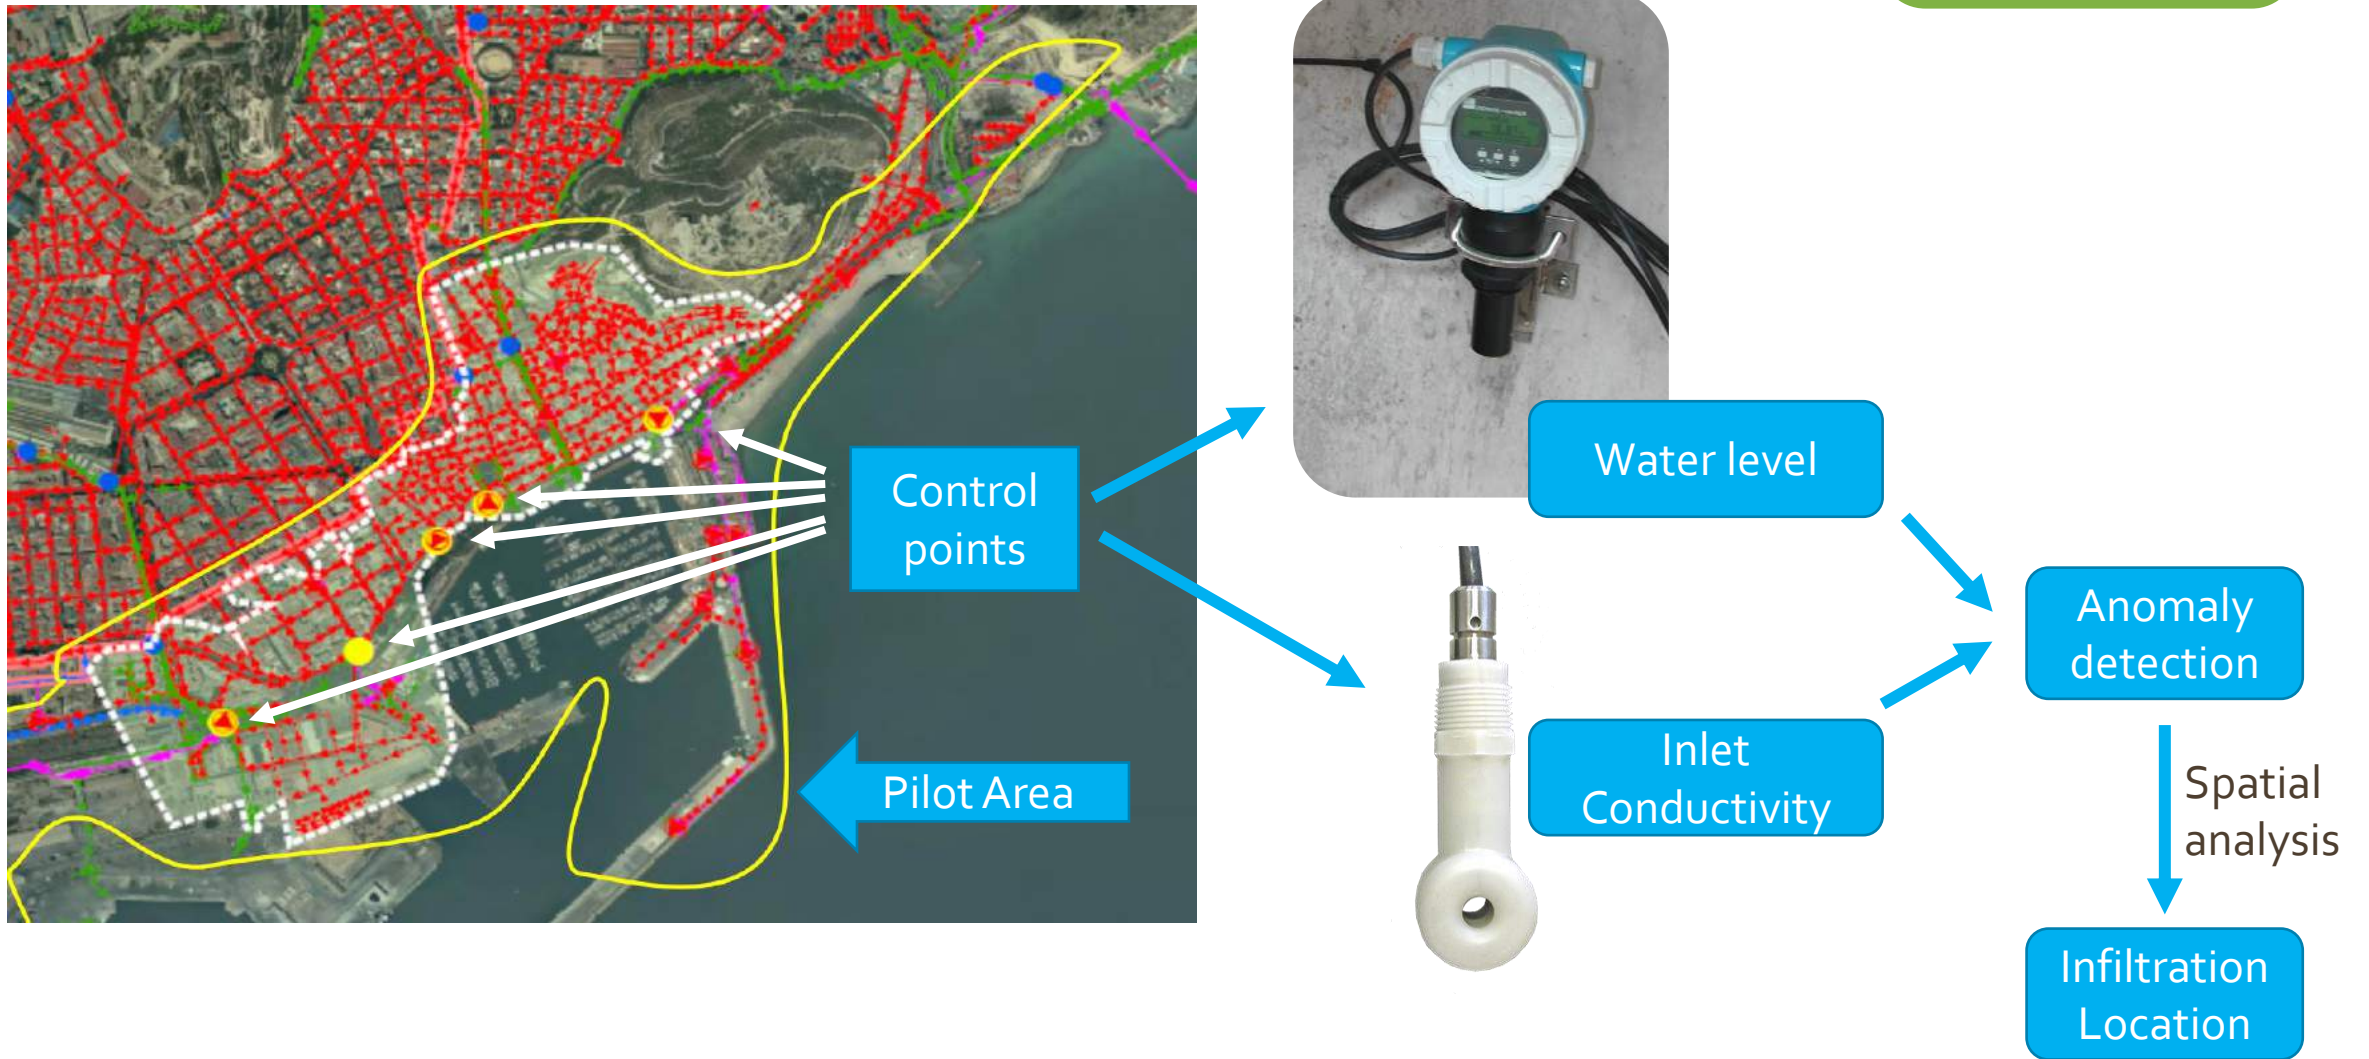 Control
points
Pilot Area
Water level
Inlet
Conductivity
Anomaly
detection
Spatial
analysis
Infiltration
Location